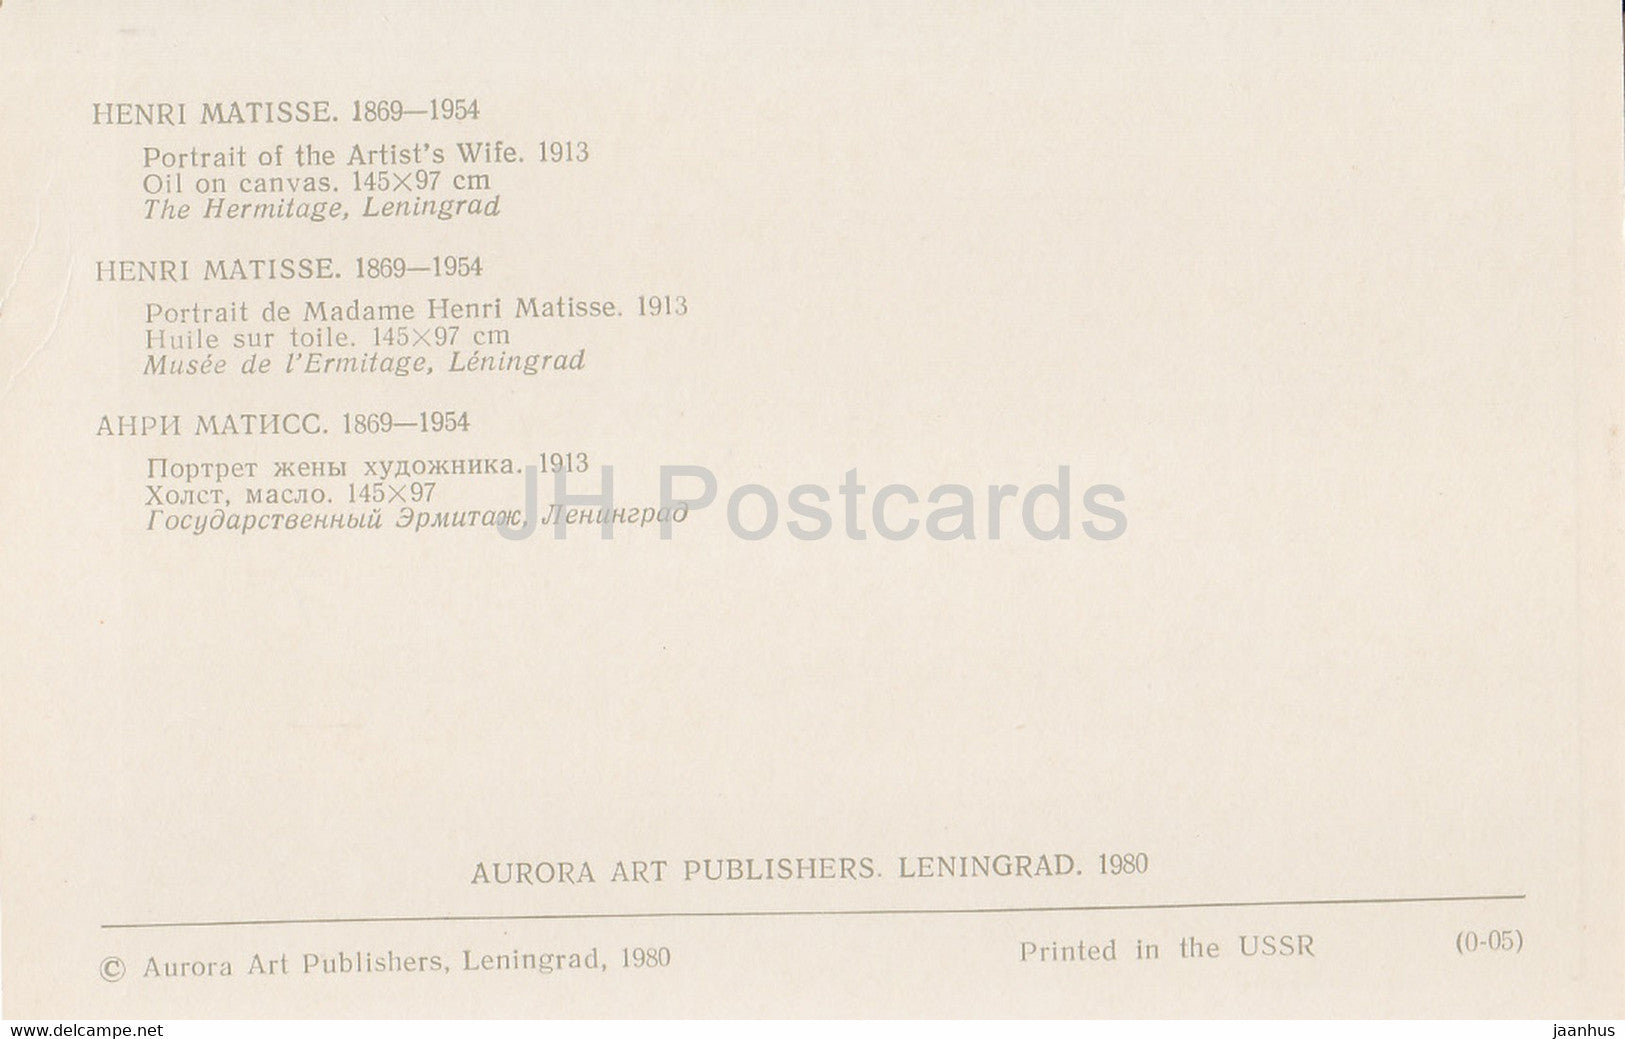 HENRI MATISSE. 1869—1954
Portrait of the Artist's Wife. 1913
Oil on canvas. 145×97 cm
The Hermitage, Leningrad
HENRI MATISSE. 1869—1954
Portrait de Madame Henri Matisse. 1913
Huile sur toile. 145×97 cm
Musée de l'Ermitage, Léningrad
АНРИ МАТИСС. 1869—1954
Портрет жены художника. 1913
Холст, масло. 145×97
Государственный Эрмитаж, Ленинград
JH Postcards
AURORA ART PUBLISHERS. LENINGRAD. 1980
© Aurora Art Publishers, Leningrad, 1980 Printed in the USSR (0-05)
www.delcampe.net jaanhus